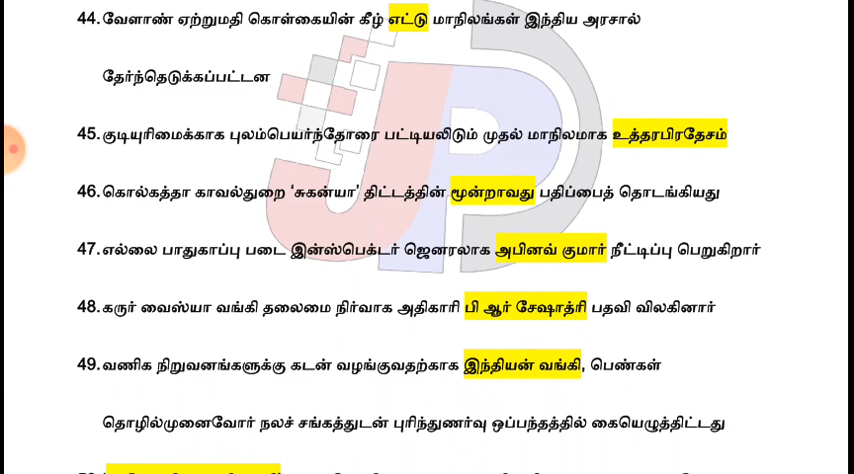 44. வேளாண் ஏற்றுமதி கொள்கையின் கீழ் எட்டு மாநிலங்கள் இந்திய அரசால்
தேர்ந்தெடுக்கப்பட்டன
45. குடியுரிமைக்காக புலம்பெயர்ந்தோரை பட்டியலிடும் முதல் மாநிலமாக உத்தரபிரதேசம்
46. கொல்கத்தா காவல்துறை ‘சுகன்யா’ திட்டத்தின் மூன்றாவது பதிப்பைத் தொடங்கியது
47. எல்லை பாதுகாப்பு படை இன்ஸ்பெக்டர் ஜெனரலாக அபினவ் குமார் நீட்டிப்பு பெறுகிறார்
48. கரூர் வைஸ்யா வங்கி தலைமை நிர்வாக அதிகாரி பி ஆர் சேஷாத்ரி பதவி விலகினார்
49. வணிக நிறுவனங்களுக்கு கடன் வழங்குவதற்காக இந்தியன் வங்கி, பெண்கள்
தொழில்முனைவோர் நலச் சங்கத்துடன் புரிந்துணர்வு ஒப்பந்தத்தில் கையெழுத்திட்டது